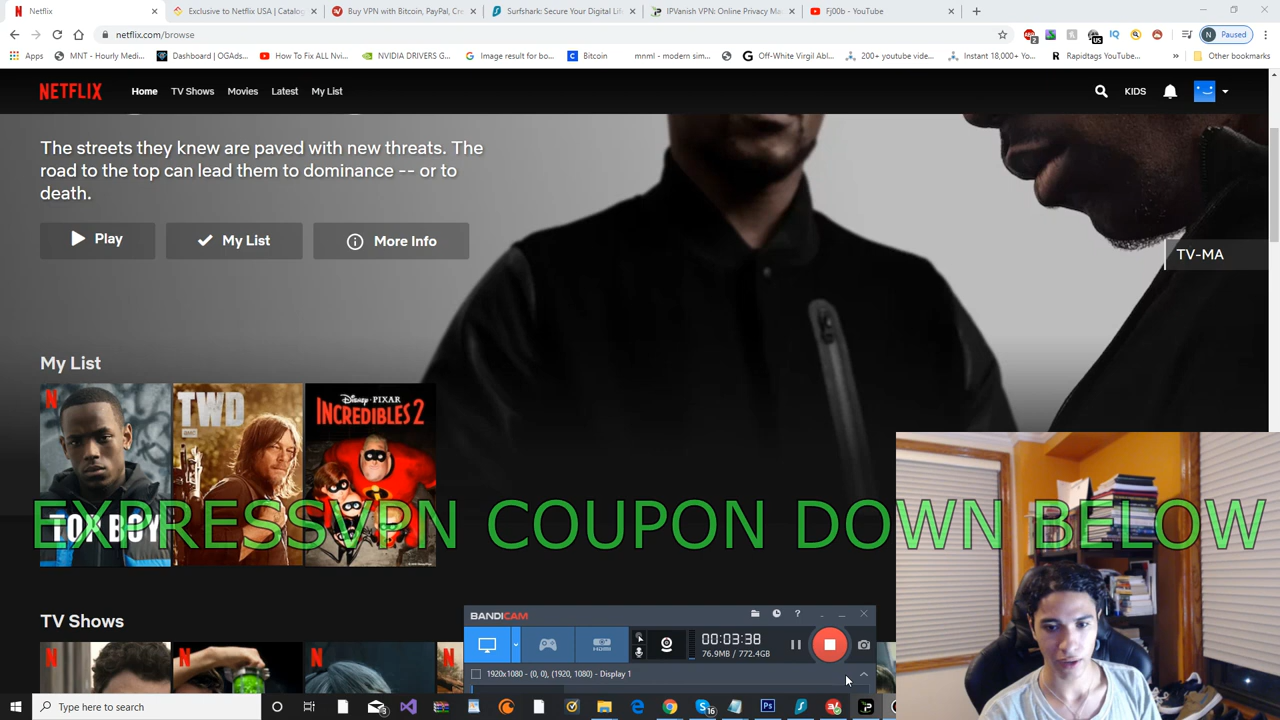 Netflix
Exclusive to Netflix USA | Catalog
Buy VPN with Bitcoin, PayPal, Cre
Surfshark: Secure Your Digital Life
IPVanish VPN: Online Privacy Ma
Fj00b - YouTube
netflix.com/browse
Paused
Apps
MNT - Hourly Medi...
Dashboard | OGAds...
How To Fix ALL Nvi...
NVIDIA DRIVERS G...
Image result for bo...
Bitcoin
mnml - modern sim...
Off-White Virgil Abl...
200+ youtube vide...
Instant 18,000+ Yo...
Rapidtags YouTube...
Other bookmarks
NETFLIX
Home
TV Shows
Movies
Latest
My List
KIDS
The streets they knew are paved with new threats. The
road to the top can lead them to dominance -- or to
death.
Play
My List
More Info
TV-MA
My List
TWD
Disney · PIXAR
INCREDIBLES 2
TOP BOY
EXPRESSVPN COUPON DOWN BELOW
TV Shows
BANDICAM
HDMI
00:03:38
76.9MB / 772.4GB
1920x1080 - (0, 0), (1920, 1080) - Display 1
Type here to search